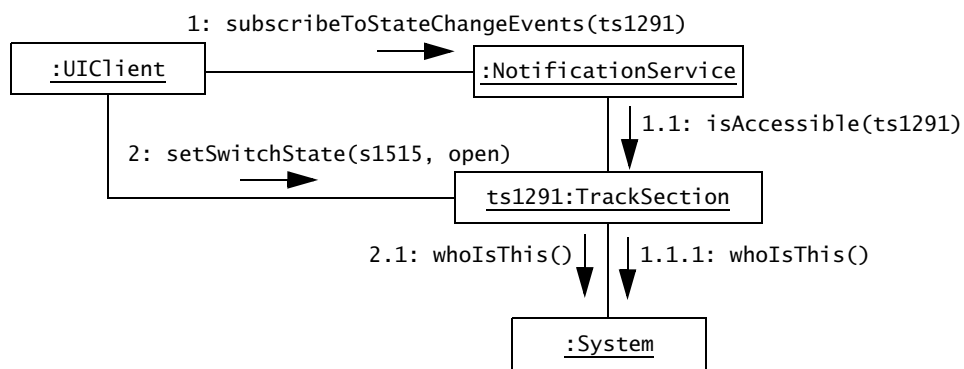 1: subscribeToStateChangeEvents(ts1291)
:UIClient
:NotificationService
1.1: isAccessible(ts1291)
2: setSwitchState(s1515, open)
ts1291:TrackSection
2.1: whoIsThis()
1.1.1: whoIsThis()
:System